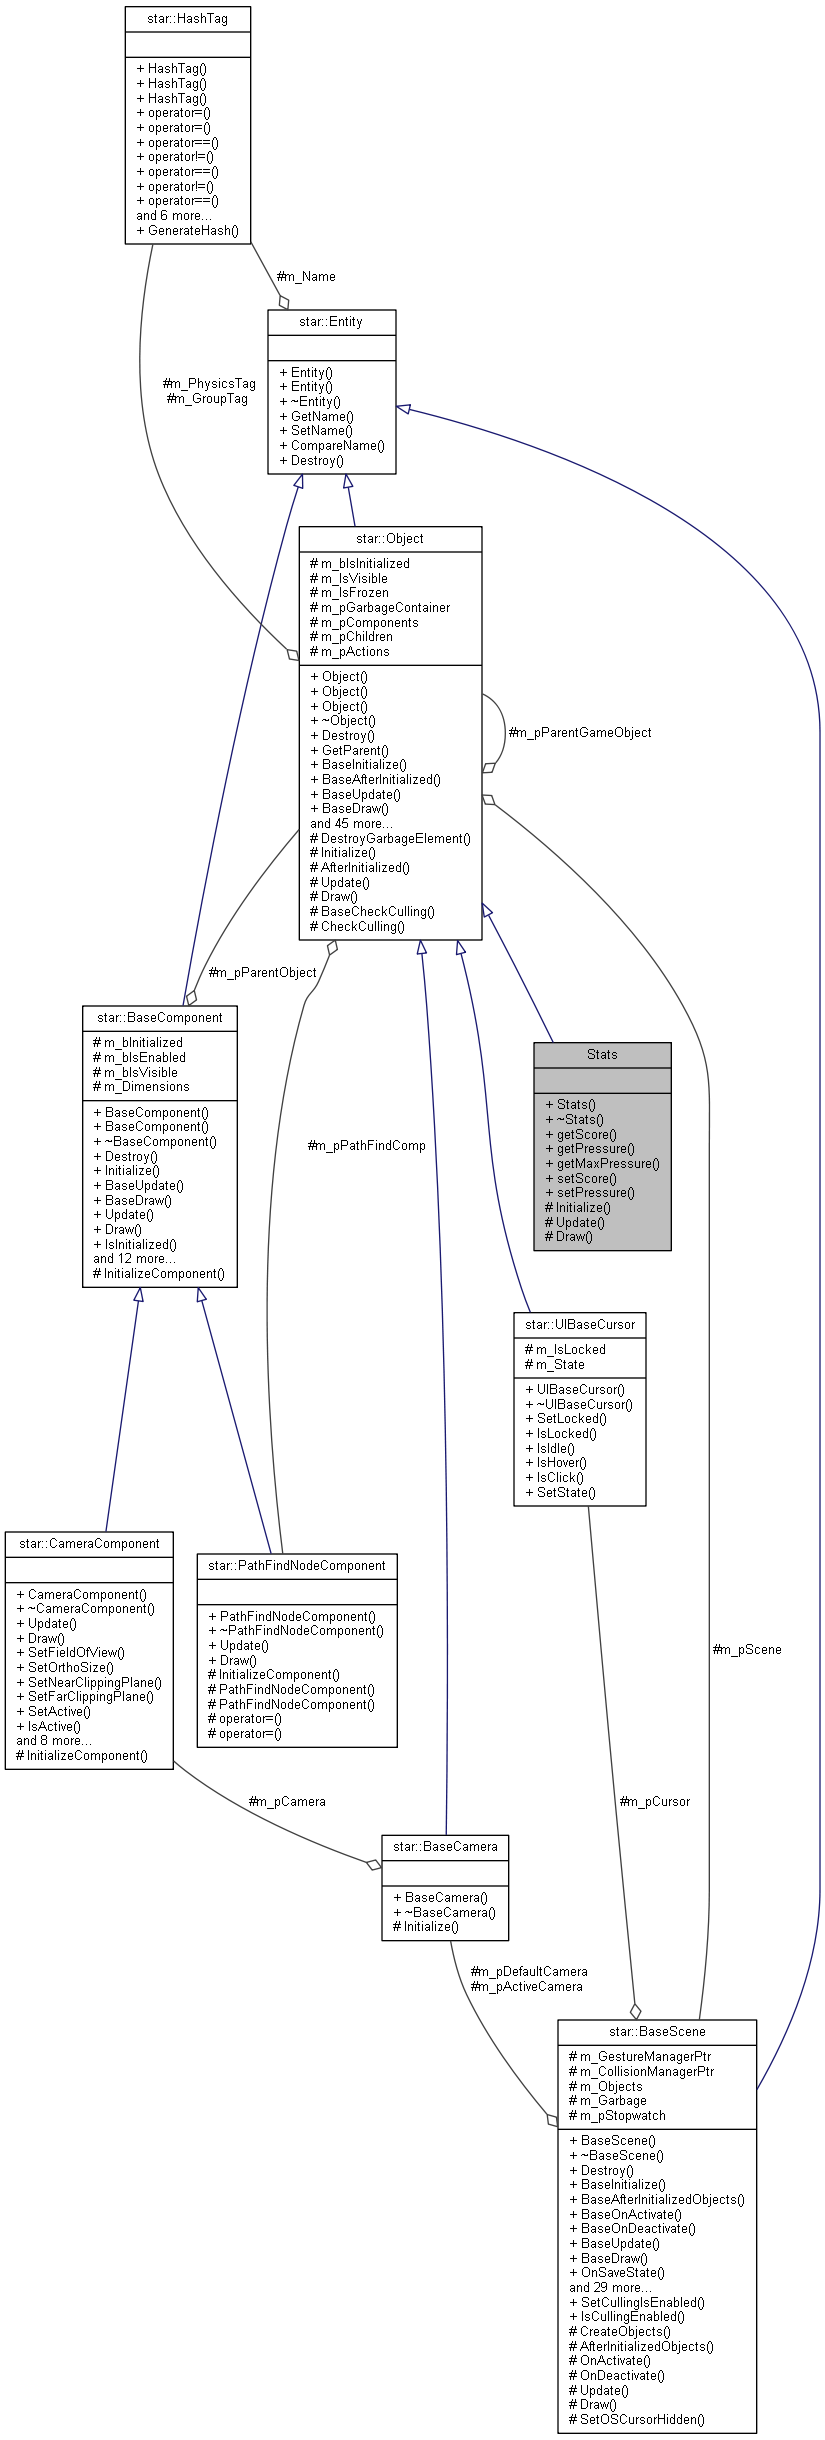 star::HashTag
+ HashTag()
+ HashTag()
+ HashTag()
+ operator=()
+ operator=()
+ operator==()
+ operator!=()
+ operator==()
+ operator!=()
+ operator==()
and 6 more...
+ GenerateHash()
#m_Name
star::Entity
+ Entity()
+ Entity()
+ ~Entity()
+ GetName()
+ SetName()
+ CompareName()
+ Destroy()
#m_PhysicsTag
#m_GroupTag
star::Object
# m_bIsInitialized
# m_IsVisible
# m_IsFrozen
# m_pGarbageContainer
# m_pComponents
# m_pChildren
# m_pActions
+ Object()
+ Object()
+ Object()
+ ~Object()
+ Destroy()
+ GetParent()
+ BaseInitialize()
+ BaseAfterInitialized()
+ BaseUpdate()
+ BaseDraw()
and 45 more...
# DestroyGarbageElement()
# Initialize()
# AfterInitialized()
# Update()
# Draw()
# BaseCheckCulling()
# CheckCulling()
#m_pParentGameObject
#m_pParentObject
star::BaseComponent
# m_bInitialized
# m_bIsEnabled
# m_bIsVisible
# m_Dimensions
+ BaseComponent()
+ BaseComponent()
+ ~BaseComponent()
+ Destroy()
+ Initialize()
+ BaseUpdate()
+ BaseDraw()
+ Update()
+ Draw()
+ IsInitialized()
and 12 more...
# InitializeComponent()
Stats
+ Stats()
+ ~Stats()
+ getScore()
+ getPressure()
+ getMaxPressure()
+ setScore()
+ setPressure()
# Initialize()
# Update()
# Draw()
#m_pPathFindComp
star::UIBaseCursor
# m_IsLocked
# m_State
+ UIBaseCursor()
+ ~UIBaseCursor()
+ SetLocked()
+ IsLocked()
+ IsIdle()
+ IsHover()
+ IsClick()
+ SetState()
star::CameraComponent
+ CameraComponent()
+ ~CameraComponent()
+ Update()
+ Draw()
+ SetFieldOfView()
+ SetOrthoSize()
+ SetNearClippingPlane()
+ SetFarClippingPlane()
+ SetActive()
+ IsActive()
and 8 more...
# InitializeComponent()
star::PathFindNodeComponent
+ PathFindNodeComponent()
+ ~PathFindNodeComponent()
+ Update()
+ Draw()
# InitializeComponent()
# PathFindNodeComponent()
# PathFindNodeComponent()
# operator=()
# operator=()
#m_pScene
#m_pCamera
#m_pCursor
star::BaseCamera
+ BaseCamera()
+ ~BaseCamera()
# Initialize()
#m_pDefaultCamera
#m_pActiveCamera
star::BaseScene
# m_GestureManagerPtr
# m_CollisionManagerPtr
# m_Objects
# m_Garbage
# m_pStopwatch
+ BaseScene()
+ ~BaseScene()
+ Destroy()
+ BaseInitialize()
+ BaseAfterInitializedObjects()
+ BaseOnActivate()
+ BaseOnDeactivate()
+ BaseUpdate()
+ BaseDraw()
+ OnSaveState()
and 29 more...
+ SetCullingIsEnabled()
+ IsCullingEnabled()
# CreateObjects()
# AfterInitializedObjects()
# OnActivate()
# OnDeactivate()
# Update()
# Draw()
# SetOSCursorHidden()